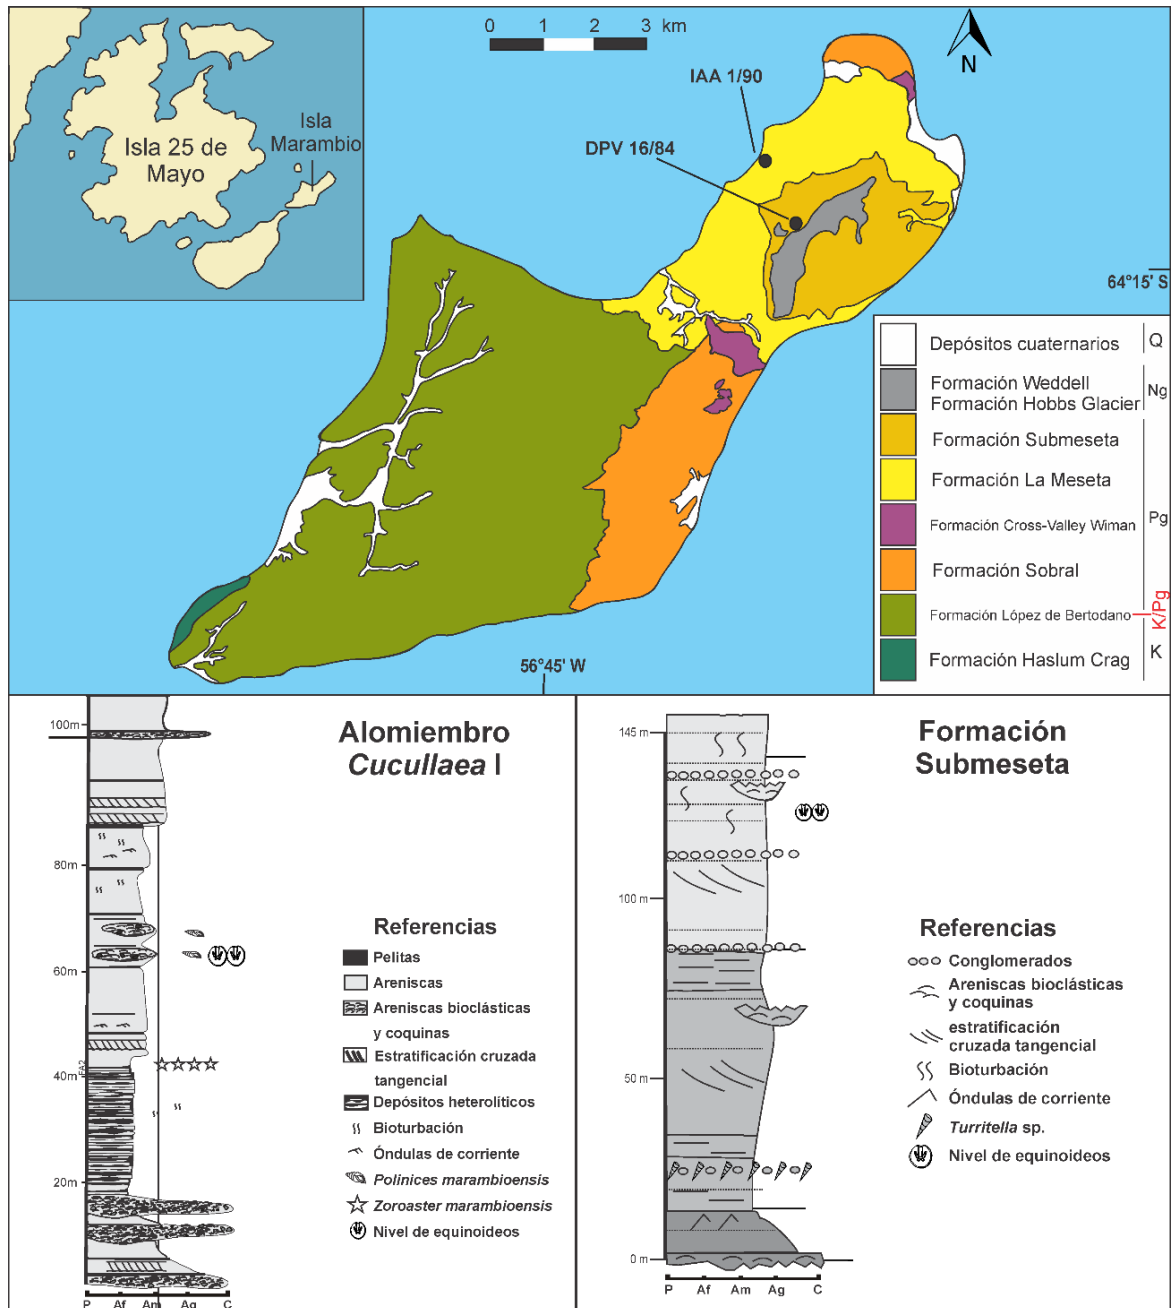 0 1 2 3 km
N
IAA 1/90
DPV 16/84
Isla 25 de
Mayo
Isla
Marambio
64°15' S
56°45' W
Depósitos cuaternarios
Q
Formación Weddell
Formación Hobbs Glacier
Ng
Formación Submeseta
Formación La Meseta
Formación Cross-Valley Wiman
Pg
Formación Sobral
Formación López de Bertodano
K/Pg
Formación Haslum Crag
K
Alomiembro
Cucullaea I
100m
80m
60m
40m
20m
FA2
P Af Am Ag C
Referencias
Pelitas
Areniscas
Areniscas bioclásticas
y coquinas
Estratificación cruzada
tangencial
Depósitos heterolíticos
Bioturbación
Óndulas de corriente
Polinices marambioensis
Zoroaster marambioensis
Nivel de equinoideos
Formación
Submeseta
145 m
100 m
50 m
0 m
P Af Am Ag C
Referencias
Conglomerados
Areniscas bioclásticas
y coquinas
estratificación
cruzada tangencial
Bioturbación
Óndulas de corriente
Turritella sp.
Nivel de equinoideos